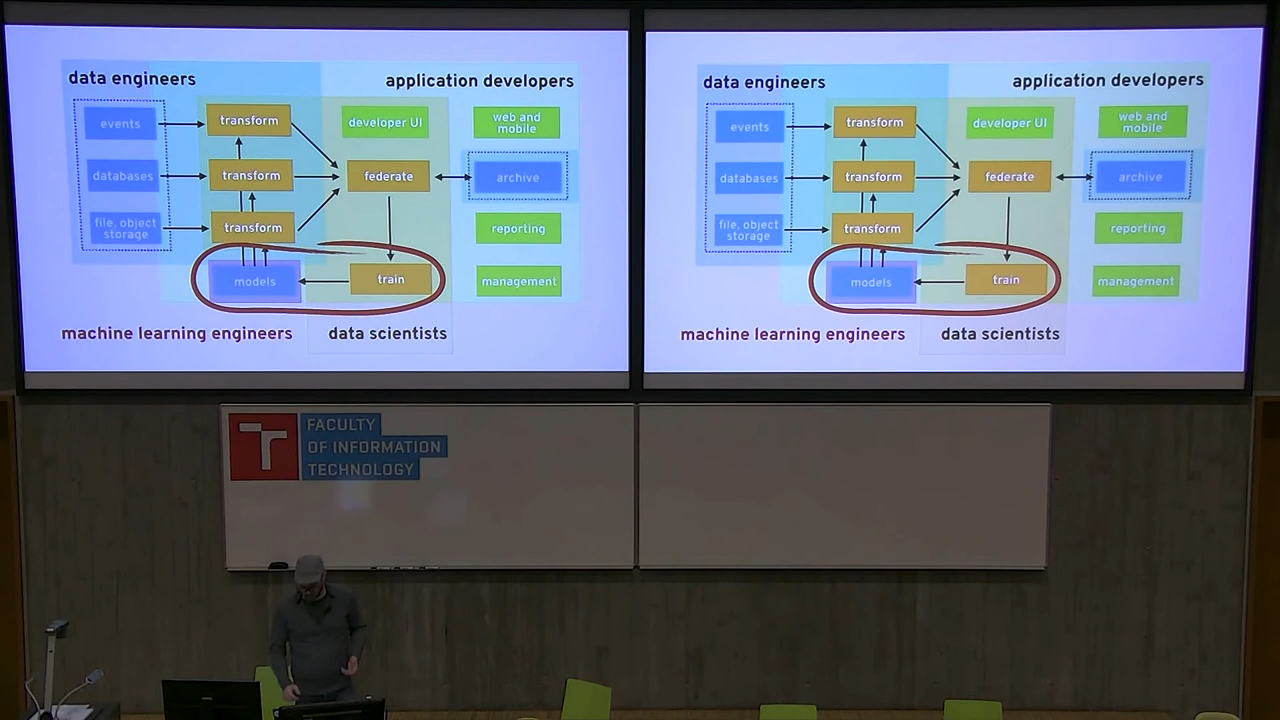 data engineers
application developers
events
transform
developer UI
web and
mobile
databases
transform
federate
archive
file, object
storage
transform
reporting
models
train
management
machine learning engineers
data scientists
data engineers
application developers
events
transform
developer UI
web and
mobile
databases
transform
federate
archive
file, object
storage
transform
reporting
models
train
management
machine learning engineers
data scientists
T
FACULTY
OF INFORMATION
TECHNOLOGY